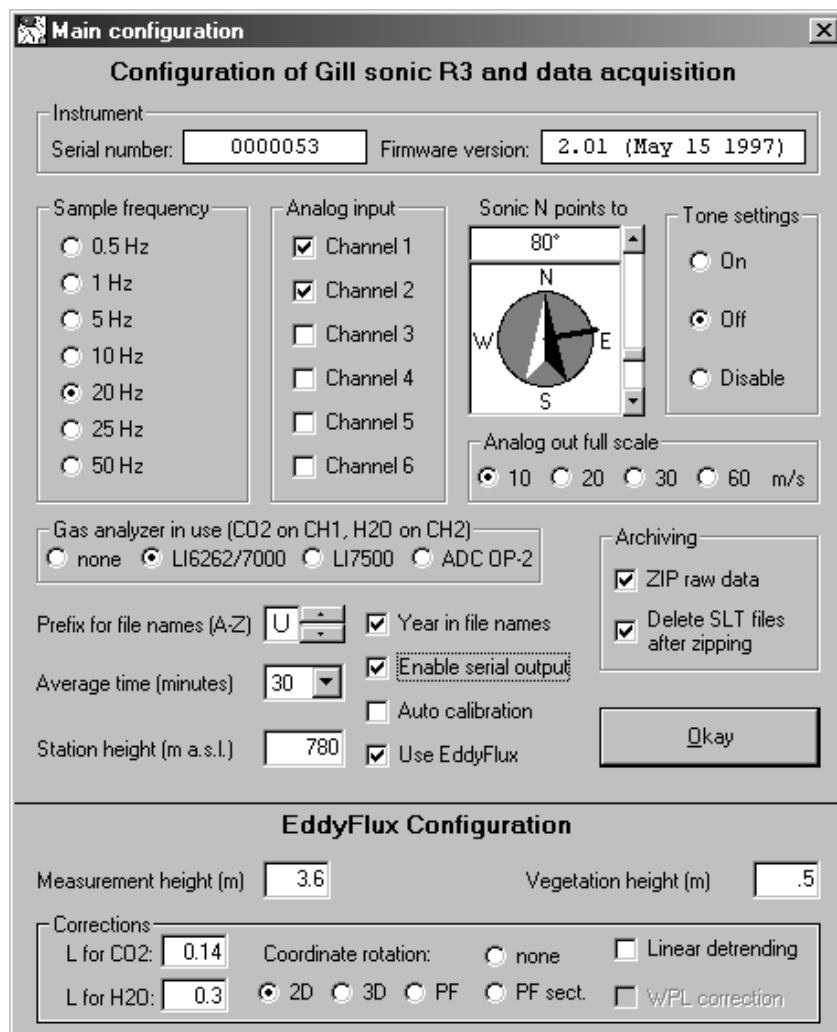 Main configuration
Configuration of Gill sonic R3 and data acquisition
Instrument
Serial number: 0000053 Firmware version: 2.01 (May 15 1997)
Sample frequency
0.5 Hz
1 Hz
5 Hz
10 Hz
20 Hz
25 Hz
50 Hz
Analog input
Channel 1
Channel 2
Channel 3
Channel 4
Channel 5
Channel 6
Sonic N points to
80°
N
W E
S
Tone settings
On
Off
Disable
Analog out full scale
10 20 30 60 m/s
Gas analyzer in use (CO2 on CH1, H2O on CH2)
none LI6262/7000 LI7500 ADC OP-2
Archiving
ZIP raw data
Delete SLT files
after zipping
Prefix for file names (A-Z) U
Average time (minutes) 30
Station height (m a.s.l.) 780
Year in file names
Enable serial output
Auto calibration
Use EddyFlux
Okay
EddyFlux Configuration
Measurement height (m) 3.6 Vegetation height (m) .5
Corrections
L for CO2: 0.14
L for H2O: 0.3
Coordinate rotation: none
2D 3D PF PF sect.
Linear detrending
WPL correction